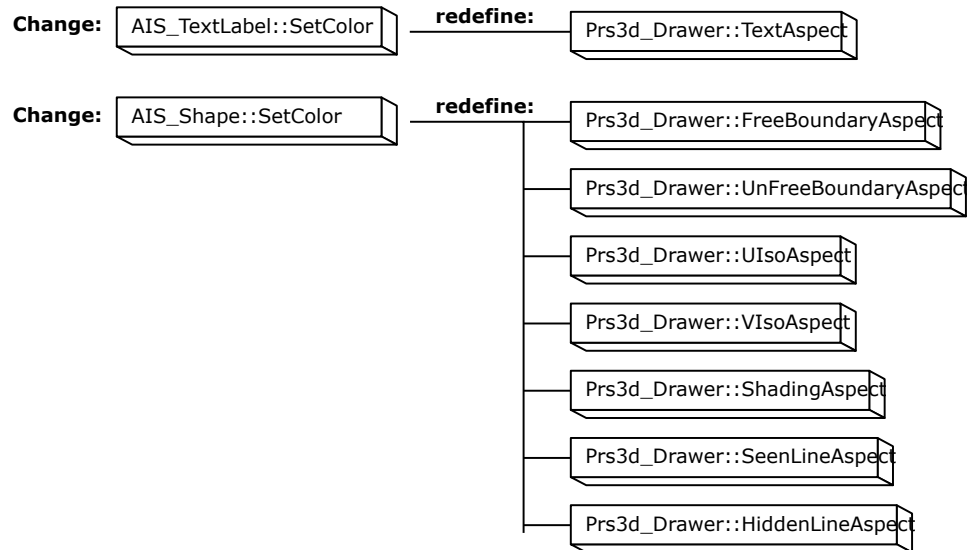 Change: AIS_TextLabel::SetColor redefine: Prs3d_Drawer::TextAspect
Change: AIS_Shape::SetColor redefine: Prs3d_Drawer::FreeBoundaryAspect
Prs3d_Drawer::UnFreeBoundaryAspect
Prs3d_Drawer::UIsoAspect
Prs3d_Drawer::VIsoAspect
Prs3d_Drawer::ShadingAspect
Prs3d_Drawer::SeenLineAspect
Prs3d_Drawer::HiddenLineAspect